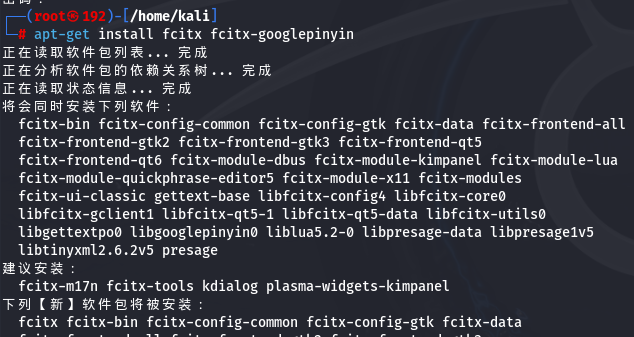 ┌──(root㉿192)-[/home/kali]
└─# apt-get install fcitx fcitx-googlepinyin
正在读取软件包列表... 完成
正在分析软件包的依赖关系树... 完成
正在读取状态信息... 完成
将会同时安装下列软件：
fcitx-bin fcitx-config-common fcitx-config-gtk fcitx-data fcitx-frontend-all
fcitx-frontend-gtk2 fcitx-frontend-gtk3 fcitx-frontend-qt5
fcitx-frontend-qt6 fcitx-module-dbus fcitx-module-kimpanel fcitx-module-lua
fcitx-module-quickphrase-editor5 fcitx-module-x11 fcitx-modules
fcitx-ui-classic gettext-base libfcitx-config4 libfcitx-core0
libfcitx-gclient1 libfcitx-qt5-1 libfcitx-qt5-data libfcitx-utils0
libgettextpo0 libgooglepinyin0 liblua5.2-0 libpresage-data libpresage1v5
libtinyxml2.6.2v5 presage
建议安装：
fcitx-m17n fcitx-tools kdialog plasma-widgets-kimpanel
下列【新】软件包将被安装：
fcitx fcitx-bin fcitx-config-common fcitx-config-gtk fcitx-data